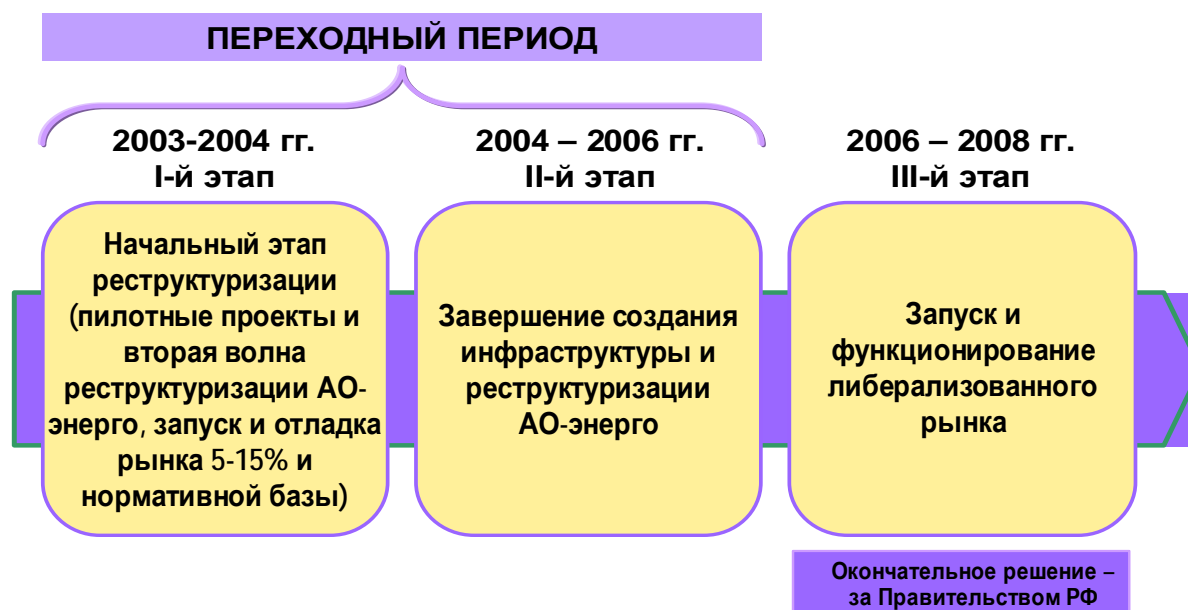 ПЕРЕХОДНЫЙ ПЕРИОД
2003-2004 гг.
I-й этап
Начальный этап
реструктуризации
(пилотные проекты и
вторая волна
реструктуризации АО-
энерго, запуск и отладка
рынка 5-15% и
нормативной базы)
2004 – 2006 гг.
II-й этап
Завершение создания
инфраструктуры и
реструктуризации
АО-энерго
2006 – 2008 гг.
III-й этап
Запуск и
функционирование
либерализованного
рынка
Окончательное решение –
за Правительством РФ